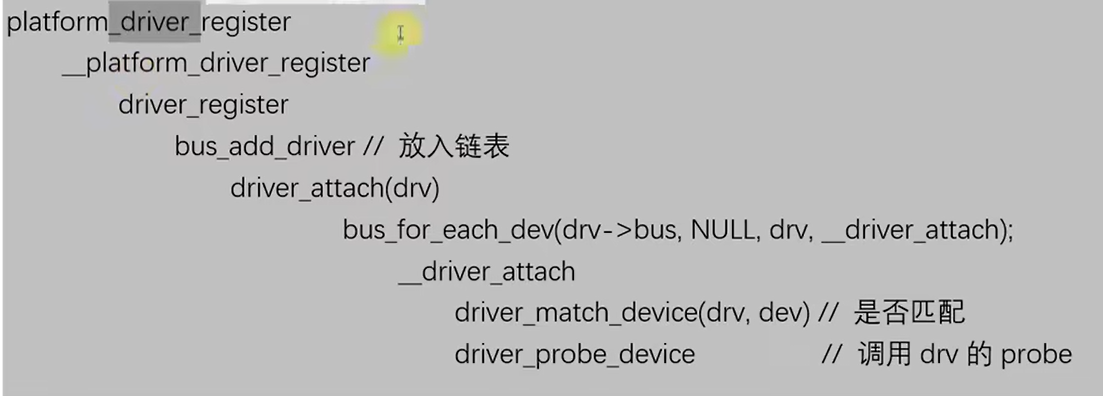 platform_driver_register
__platform_driver_register
driver_register
bus_add_driver // 放入链表
driver_attach(drv)
bus_for_each_dev(drv->bus, NULL, drv, __driver_attach);
__driver_attach
driver_match_device(drv, dev) // 是否匹配
driver_probe_device // 调用 drv 的 probe